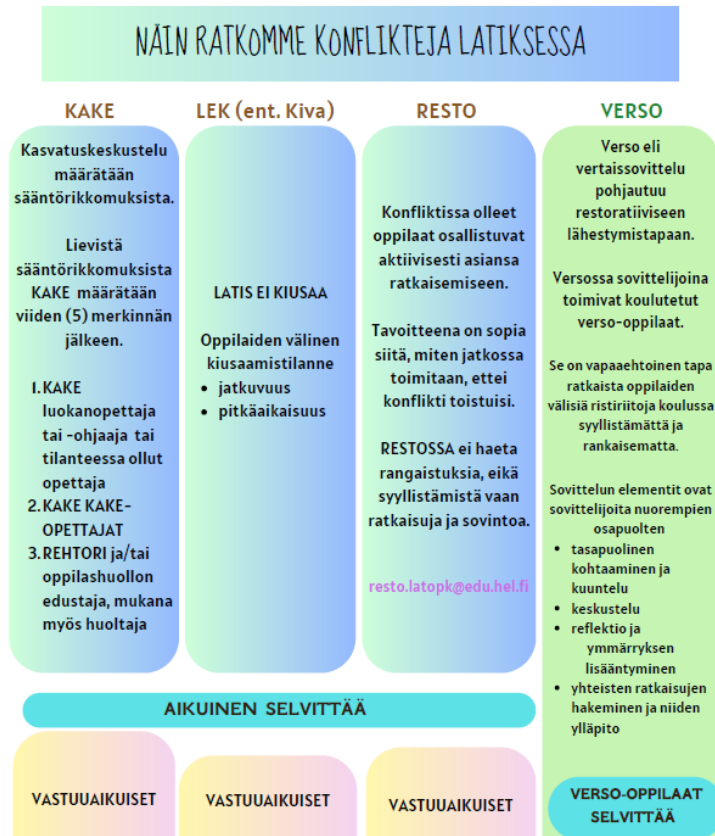 NÄIN RATKOMME KONFLIKTEJA LATIKSESSA
KAKE
Kasvatuskeskustelu
määrätään
sääntörikkomuksista.
Lievistä
sääntörikkomuksista
KAKE määrätään
viiden (5) merkinnän
jälkeen.
1. KAKE
luokanopettaja
tai -ohjaaja tai
tilanteessa ollut
opettaja
2. KAKE KAKE-
OPETTAJAT
3. REHTORI ja/tai
oppilashuollon
edustaja, mukana
myös huoltaja
LEK (ent. Kiva)
LATIS EI KIUSAA
Oppilaiden välinen
kiusaamistilanne
• jatkuvuus
• pitkäaikaisuus
RESTO
Konfliktissa olleet
oppilaat osallistuvat
aktiivisesti asiansa
ratkaisemiseen.
Tavoitteena on sopia
siitä, miten jatkossa
toimitaan, ettei
konflikti toistuisi.
RESTOSSA ei haeta
rangaistuksia, eikä
syyllistämistä vaan
ratkaisuja ja sovintoa.
resto.latopk@edu.hel.fi
AIKUINEN SELVITTÄÄ
VASTUUAIKUISET
VASTUUAIKUISET
VASTUUAIKUISET
VERSO
Verso eli
vertaissovittelu
pohjautuu
restoratiiviseen
lähestymistapaan.
Versossa sovittelijoina
toimivat koulutetut
verso-oppilaat.
Se on vapaaehtoinen tapa
ratkaista oppilaiden
välisiä ristiriitoja koulussa
syyllistämättä ja
rankaisematta.
Sovittelun elementit ovat
sovittelijoita nuorempien
osapuolten
• tasapuolinen
kohtaaminen ja
kuuntelu
• keskustelu
• reflektio ja
ymmärryksen
lisääntyminen
• yhteisten ratkaisujen
hakeminen ja niiden
ylläpito
VERSO-OPPILAAT
SELVITTÄÄ